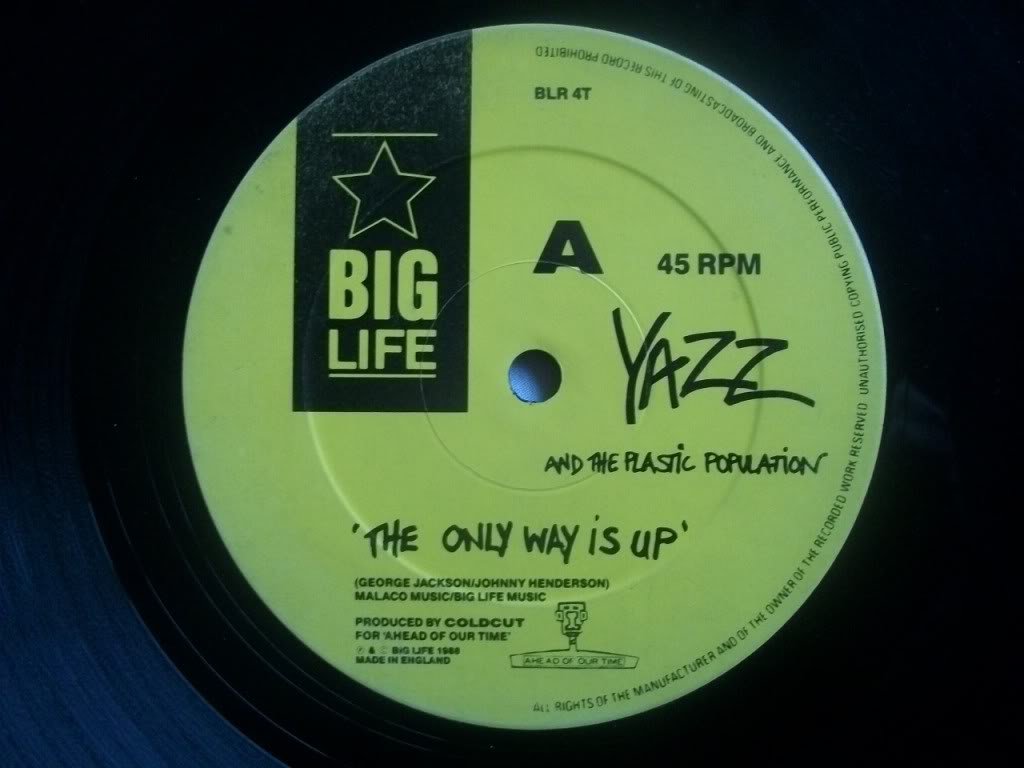 BIG
LIFE
BLR 4T
A
45 RPM
YAZZ
AND THE PLASTIC POPULATION
'THE ONLY WAY IS UP'
(GEORGE JACKSON/JOHNNY HENDERSON)
MALACO MUSIC/BIG LIFE MUSIC
PRODUCED BY COLDCUT
FOR 'AHEAD OF OUR TIME'
Ⓟ & © BIG LIFE 1988
MADE IN ENGLAND
AHEAD OF OUR TIME
ALL RIGHTS OF THE MANUFACTURER AND OF THE OWNER OF THE RECORDED WORK RESERVED UNAUTHORISED COPYING PUBLIC PERFORMANCE AND BROADCASTING OF THIS RECORD PROHIBITED